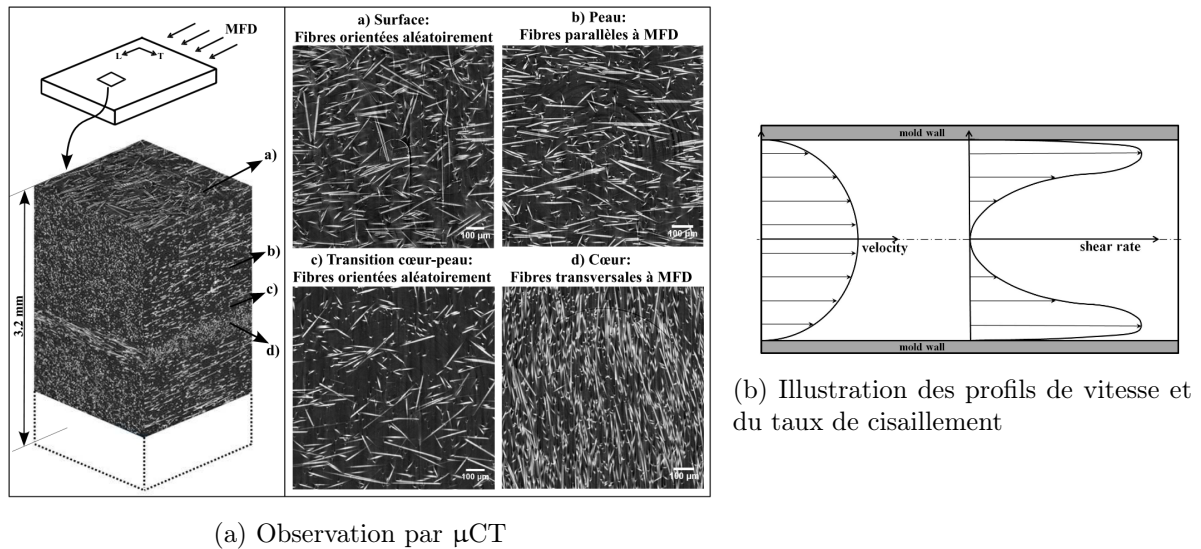 MFD
L
T
a)
b)
c)
d)
3.2 mm
a) Surface:
Fibres orientées aléatoirement
100 µm
b) Peau:
Fibres parallèles à MFD
100 µm
c) Transition cœur-peau:
Fibres orientées aléatoirement
100 µm
d) Cœur:
Fibres transversales à MFD
100 µm
(a) Observation par µCT
mold wall
velocity
shear rate
mold wall
(b) Illustration des profils de vitesse et
du taux de cisaillement